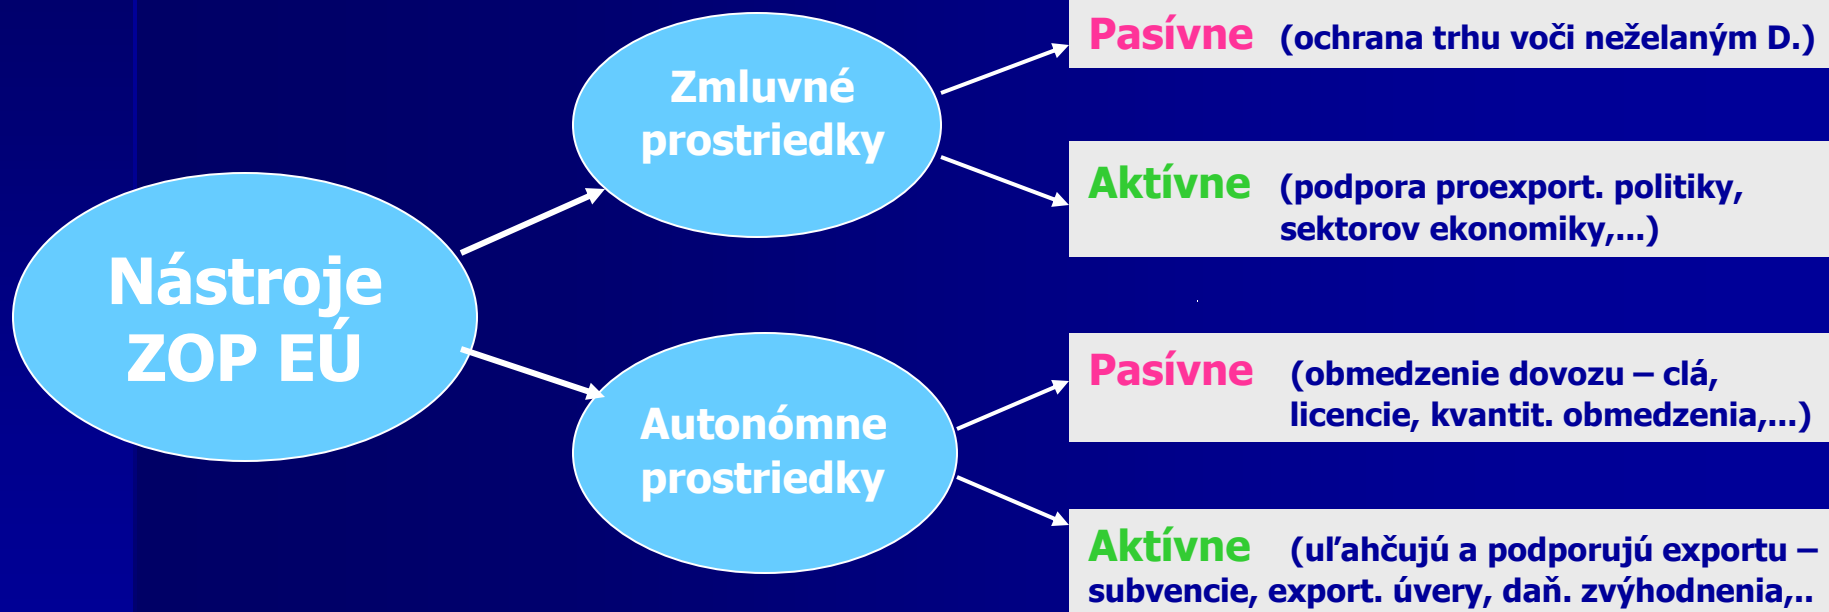 Nástroje
ZOP EÚ
Zmluvné
prostriedky
Pasívne (ochrana trhu voči neželaným D.)
Aktívne (podpora proexport. politiky,
sektorov ekonomiky,...)
Autonómne
prostriedky
Pasívne (obmedzenie dovozu – clá,
licencie, kvantit. obmedzenia,...)
Aktívne (uľahčujú a podporujú exportu –
subvencie, export. úvery, daň. zvýhodnenia,..